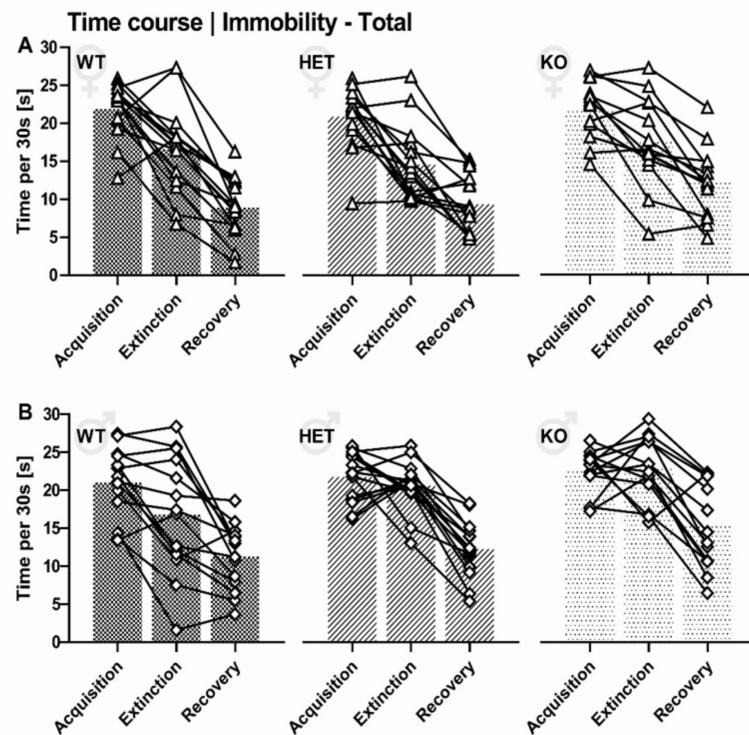 Time course | Immobility - Total
A
WT
HET
KO
Time per 30s [s]
30
25
20
15
10
5
0
Acquisition
Extinction
Recovery
Acquisition
Extinction
Recovery
Acquisition
Extinction
Recovery
B
WT
HET
KO
Time per 30s [s]
30
25
20
15
10
5
0
Acquisition
Extinction
Recovery
Acquisition
Extinction
Recovery
Acquisition
Extinction
Recovery